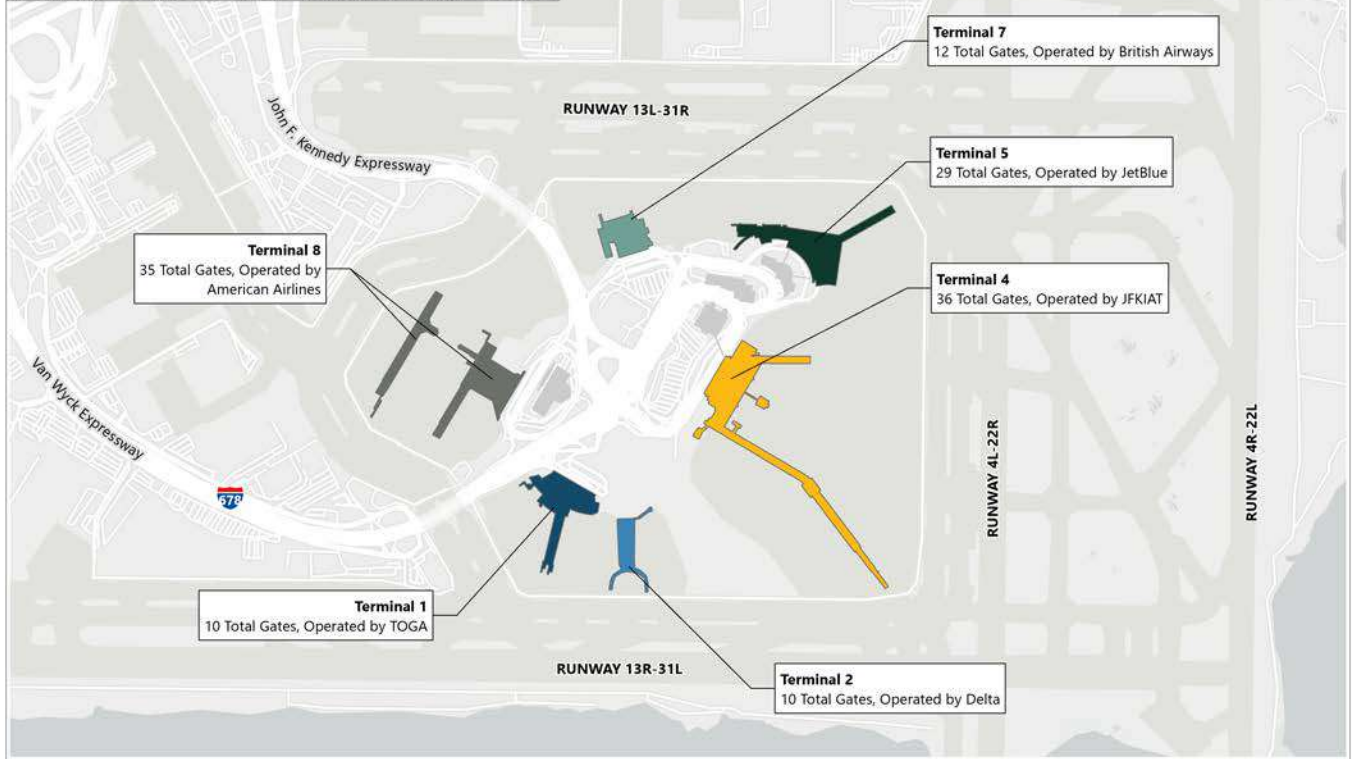 Terminal 7
12 Total Gates, Operated by British Airways
RUNWAY 13L-31R
John F. Kennedy Expressway
Terminal 5
29 Total Gates, Operated by JetBlue
Terminal 8
35 Total Gates, Operated by
American Airlines
Terminal 4
36 Total Gates, Operated by JFKIAT
Van Wyck Expressway
678
RUNWAY 4L-22R
RUNWAY 4R-22L
Terminal 1
10 Total Gates, Operated by TOGA
RUNWAY 13R-31L
Terminal 2
10 Total Gates, Operated by Delta